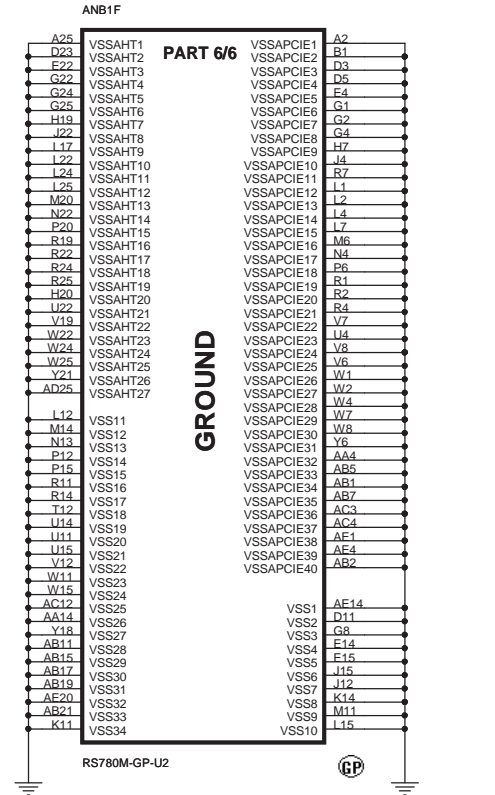 ANB1F
PART 6/6
GROUND
A25 VSSAHT1
D23 VSSAHT2
E22 VSSAHT3
G22 VSSAHT4
G24 VSSAHT5
G25 VSSAHT6
H19 VSSAHT7
J22 VSSAHT8
L17 VSSAHT9
L22 VSSAHT10
L24 VSSAHT11
L25 VSSAHT12
M20 VSSAHT13
N22 VSSAHT14
P20 VSSAHT15
R19 VSSAHT16
R22 VSSAHT17
R24 VSSAHT18
R25 VSSAHT19
H20 VSSAHT20
U22 VSSAHT21
V19 VSSAHT22
W22 VSSAHT23
W24 VSSAHT24
W25 VSSAHT25
Y21 VSSAHT26
AD25 VSSAHT27
L12 VSS11
M14 VSS12
N13 VSS13
P12 VSS14
P15 VSS15
R11 VSS16
R14 VSS17
T12 VSS18
U14 VSS19
U11 VSS20
U15 VSS21
V12 VSS22
W11 VSS23
W15 VSS24
AC12 VSS25
AA14 VSS26
Y18 VSS27
AB11 VSS28
AB15 VSS29
AB17 VSS30
AB19 VSS31
AE20 VSS32
AB21 VSS33
K11 VSS34
VSSAPCIE1 A2
VSSAPCIE2 B1
VSSAPCIE3 D3
VSSAPCIE4 D5
VSSAPCIE5 E4
VSSAPCIE6 G1
VSSAPCIE7 G2
VSSAPCIE8 G4
VSSAPCIE9 H7
VSSAPCIE10 J4
VSSAPCIE11 R7
VSSAPCIE12 L1
VSSAPCIE13 L2
VSSAPCIE14 L4
VSSAPCIE15 L7
VSSAPCIE16 M6
VSSAPCIE17 N4
VSSAPCIE18 P6
VSSAPCIE19 R1
VSSAPCIE20 R2
VSSAPCIE21 R4
VSSAPCIE22 V7
VSSAPCIE23 U4
VSSAPCIE24 V8
VSSAPCIE25 V6
VSSAPCIE26 W1
VSSAPCIE27 W2
VSSAPCIE28 W4
VSSAPCIE29 W7
VSSAPCIE30 W8
VSSAPCIE31 Y6
VSSAPCIE32 AA4
VSSAPCIE33 AB5
VSSAPCIE34 AB1
VSSAPCIE35 AB7
VSSAPCIE36 AC3
VSSAPCIE37 AC4
VSSAPCIE38 AE1
VSSAPCIE39 AE4
VSSAPCIE40 AB2
VSS1 AE14
VSS2 D11
VSS3 G8
VSS4 E14
VSS5 E15
VSS6 J15
VSS7 J12
VSS8 K14
VSS9 M11
VSS10 L15
RS780M-GP-U2
GP